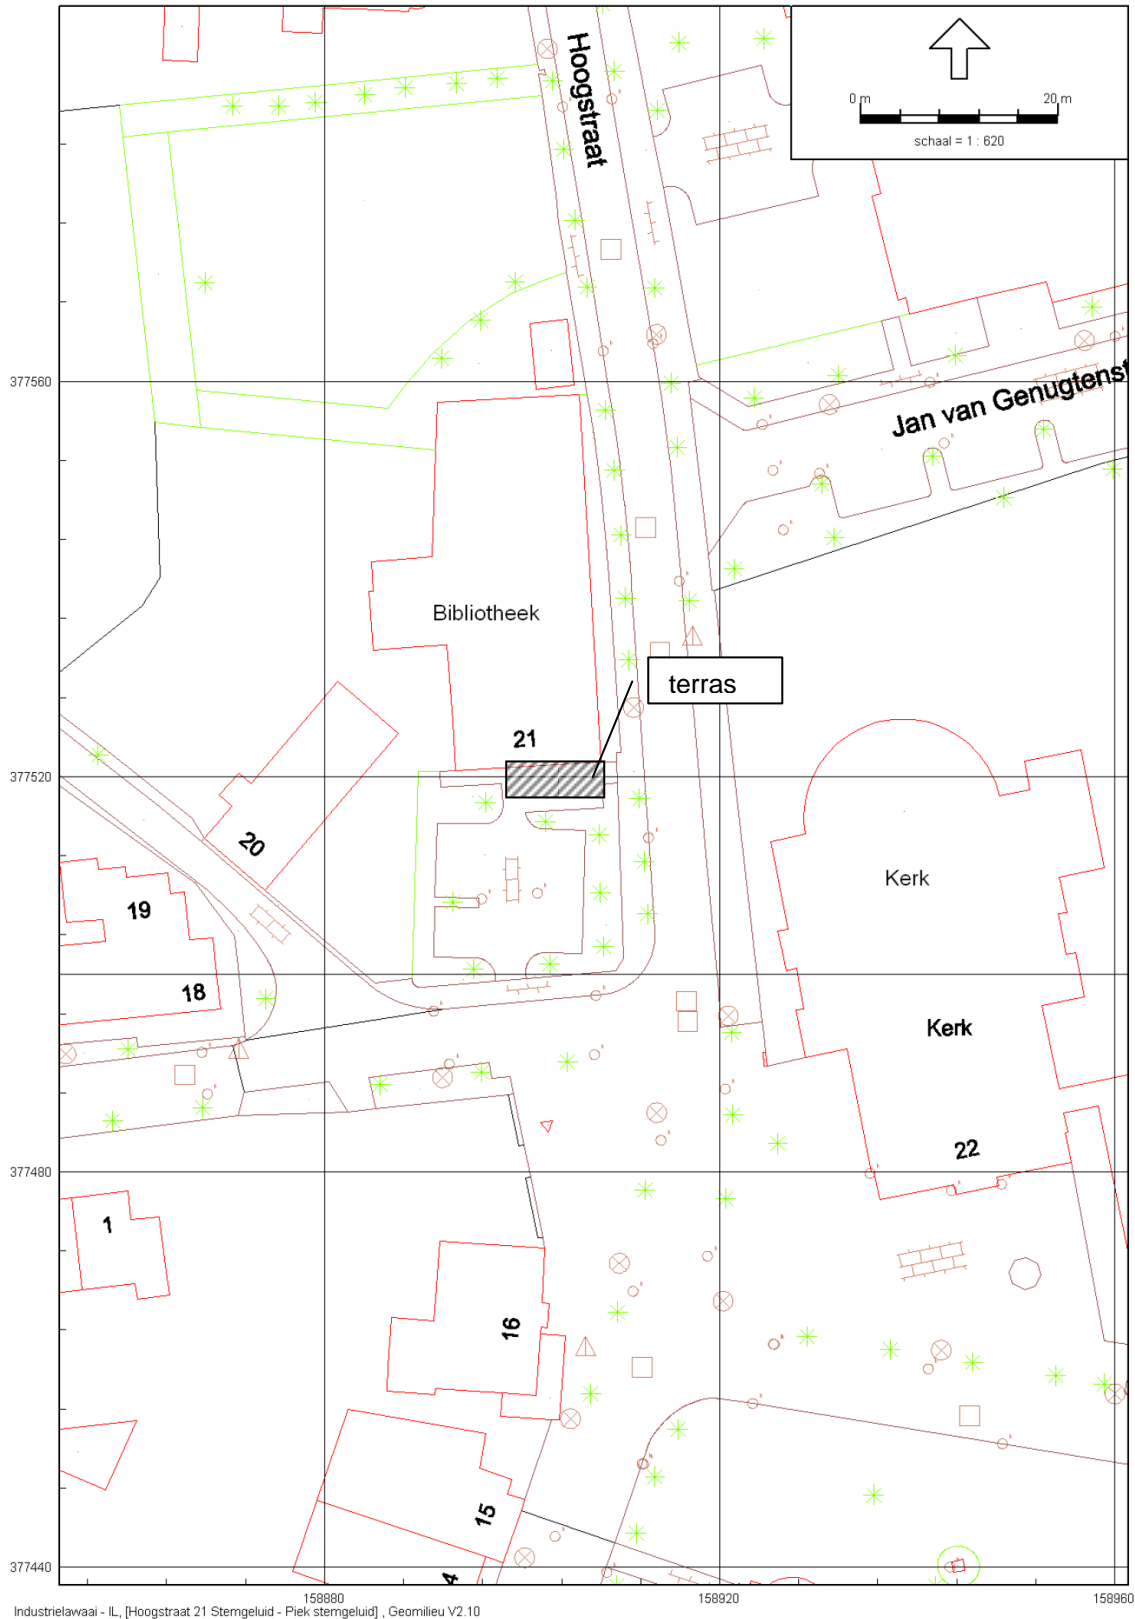 Hoogstraat
0 m 20 m
schaal = 1 : 620
377560
Jan van Genugtenst
Bibliotheek
terras
21
377520
20
Kerk
19
18
Kerk
22
377480
1
16
15
4
377440
158880 158920 158960
Industrielawaai - IL, [Hoogstraat 21 Stemgeluid - Piek stemgeluid] , Geomilieu V2.10